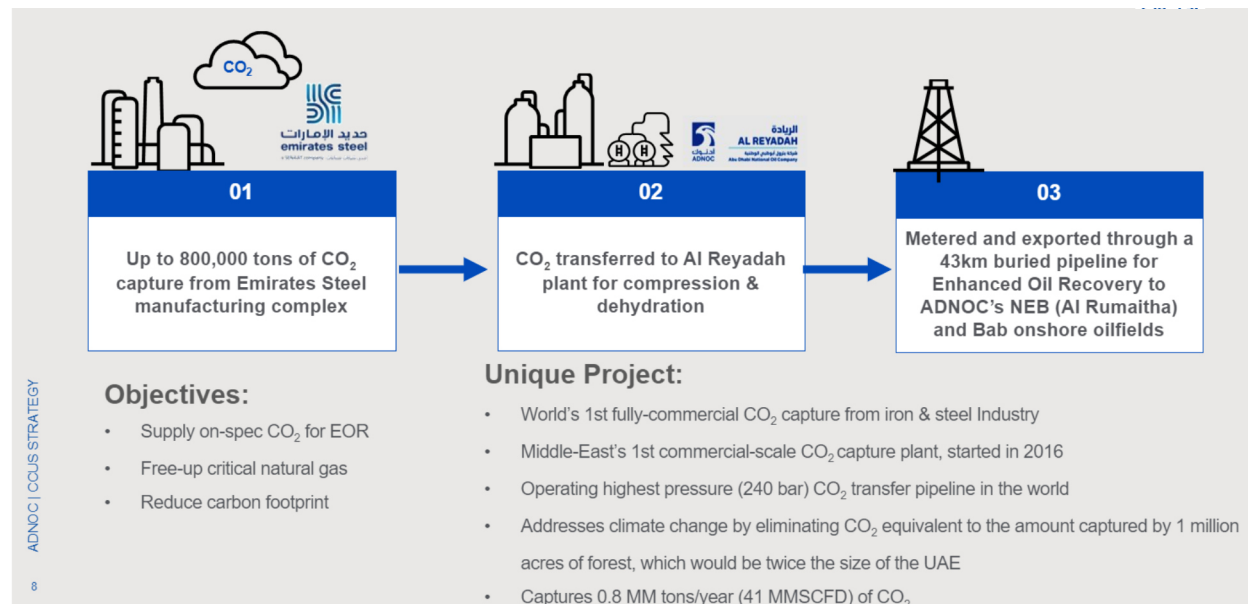 CO₂
حديد الإمارات
emirates steel
الريادة
AL REYADAH
أدنوك
ADNOC
شركة بترول أبوظبي الوطنية
Abu Dhabi National Oil Company
H H
01
Up to 800,000 tons of CO₂
capture from Emirates Steel
manufacturing complex
02
CO₂ transferred to Al Reyadah
plant for compression &
dehydration
03
Metered and exported through a
43km buried pipeline for
Enhanced Oil Recovery to
ADNOC’s NEB (Al Rumaitha)
and Bab onshore oilfields
Objectives:
• Supply on-spec CO₂ for EOR
• Free-up critical natural gas
• Reduce carbon footprint
Unique Project:
• World’s 1st fully-commercial CO₂ capture from iron & steel Industry
• Middle-East’s 1st commercial-scale CO₂ capture plant, started in 2016
• Operating highest pressure (240 bar) CO₂ transfer pipeline in the world
• Addresses climate change by eliminating CO₂ equivalent to the amount captured by 1 million
acres of forest, which would be twice the size of the UAE
• Captures 0.8 MM tons/year (41 MMSCFD) of CO₂
ADNOC | CCUS STRATEGY
8